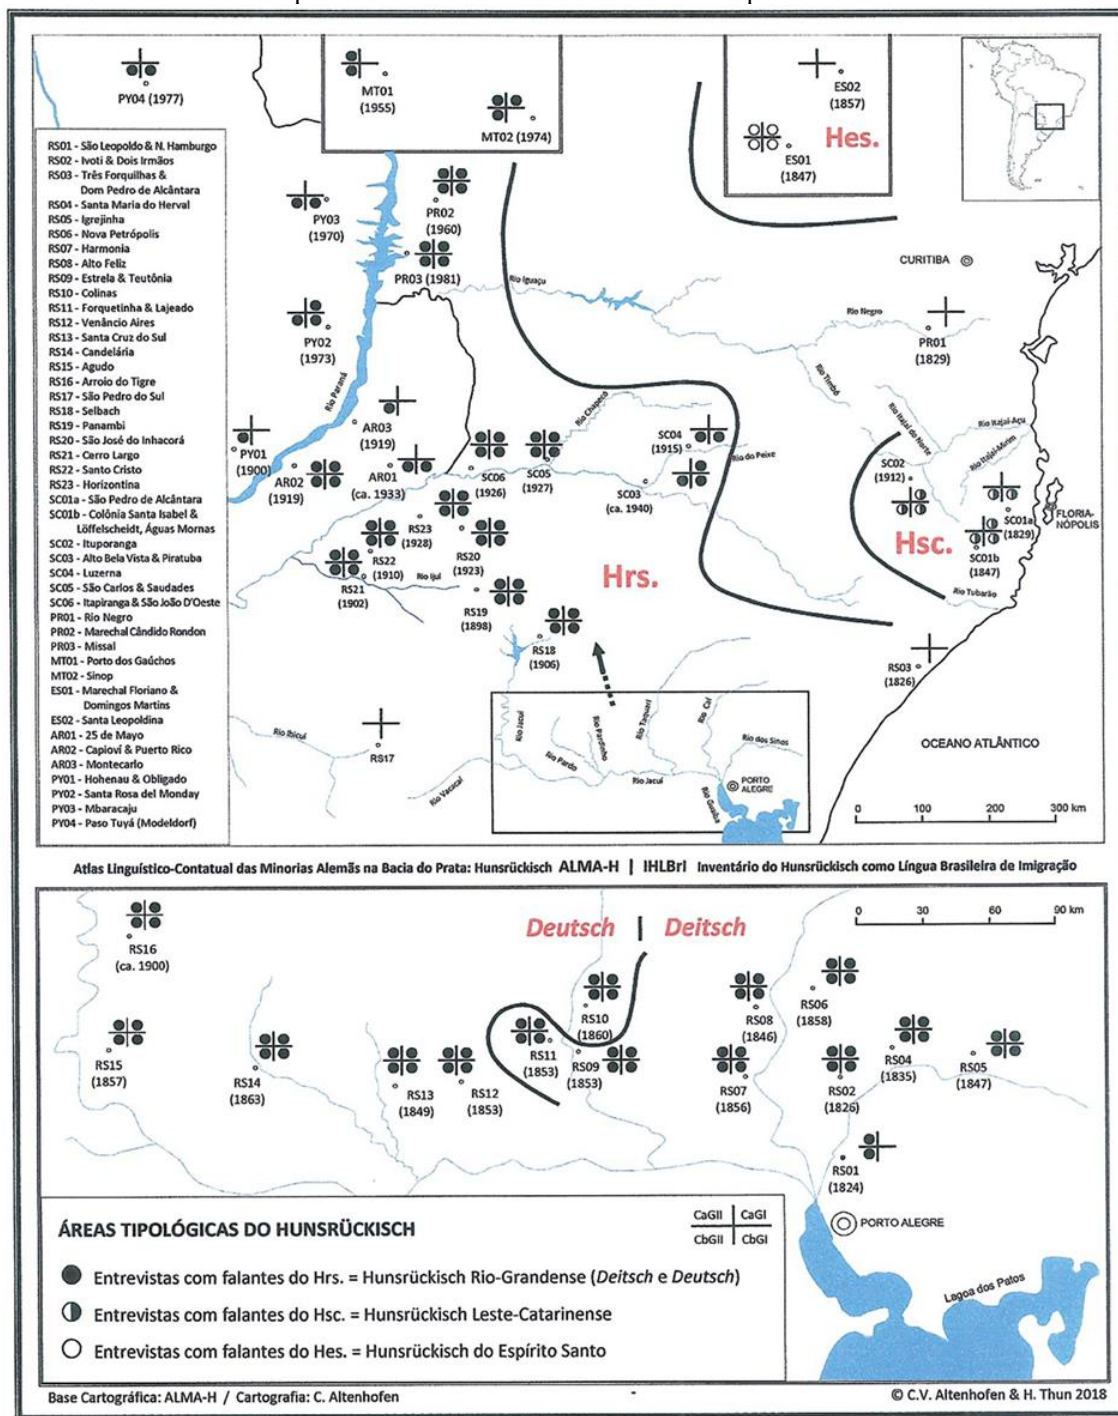 PY04 (1977)
MT01
(1955)
MT02 (1974)
ES02
(1857)
Hes.
ES01
(1847)
RS01 - São Leopoldo & N. Hamburgo
RS02 - Ivoti & Dois Irmãos
RS03 - Três Forquilhas &
Dom Pedro de Alcântara
RS04 - Santa Maria do Herval
RS05 - Igrejinha
RS06 - Nova Petrópolis
RS07 - Harmonia
RS08 - Alto Feliz
RS09 - Estrela & Teutônia
RS10 - Colinas
RS11 - Forquetinha & Lajeado
RS12 - Venâncio Aires
RS13 - Santa Cruz do Sul
RS14 - Candelária
RS15 - Agudo
RS16 - Arroio do Tigre
RS17 - São Pedro do Sul
RS18 - Selbach
RS19 - Panambi
RS20 - São José do Inhacorá
RS21 - Cerro Largo
RS22 - Santo Cristo
RS23 - Horizontina
SC01a - São Pedro de Alcântara
SC01b - Colônia Santa Isabel &
Löffelscheidt, Águas Mornas
SC02 - Ituporanga
SC03 - Alto Bela Vista & Piratuba
SC04 - Luzerna
SC05 - São Carlos & Saudades
SC06 - Itapiranga & São João D'Oeste
PR01 - Rio Negro
PR02 - Marechal Cândido Rondon
PR03 - Missal
MT01 - Porto dos Gaúchos
MT02 - Sinop
ES01 - Marechal Floriano &
Domingos Martins
ES02 - Santa Leopoldina
AR01 - 25 de Mayo
AR02 - Capioví & Puerto Rico
AR03 - Montecarlo
PY01 - Hohenau & Obligado
PY02 - Santa Rosa del Monday
PY03 - Mbaracaju
PY04 - Paso Tuyá (Modeldorf)
PY03
(1970)
PR02
(1960)
PR03 (1981)
CURITIBA
Rio Iguaçu
Rio Negro
PR01
(1829)
PY02
(1973)
Rio Paraná
Rio Timbó
Rio Chapecó
Rio Itajaí do Norte
Rio Itajaí-Açu
Rio Itajaí-Mirim
AR03
(1919)
PY01
(1900)
AR02
(1919)
AR01
(ca. 1933)
SC06
(1926)
SC05
(1927)
SC04
(1915)
Rio do Peixe
SC03
(ca. 1940)
SC02
(1912)
SC01a
(1829)
FLORIA-
NÓPOLIS
SC01b
(1847)
Hsc.
RS23
(1928)
RS20
(1923)
RS22
(1910)
RS21
(1902)
Rio Ijuí
Hrs.
Rio Tubarão
RS19
(1898)
RS18
(1906)
RS03
(1826)
Rio Ibicuí
RS17
Rio Vacacaí
Rio Jacuí
Rio Pardo
Rio Pardinho
Rio Taquari
Rio Caí
Rio dos Sinos
Rio Jacuí
Rio Guaíba
PORTO
ALEGRE
OCEANO ATLÂNTICO
0 100 200 300 km
Atlas Linguístico-Contatual das Minorias Alemãs na Bacia do Prata: Hunsrückisch ALMA-H | IHLBrI Inventário do Hunsrückisch como Língua Brasileira de Imigração
Deutsch | Deitsch
0 30 60 90 km
RS16
(ca. 1900)
RS10
(1860)
RS08
(1846)
RS06
(1858)
RS15
(1857)
RS14
(1863)
RS13
(1849)
RS12
(1853)
RS11
(1853)
RS09
(1853)
RS07
(1856)
RS02
(1826)
RS04
(1835)
RS05
(1847)
RS01
(1824)
PORTO ALEGRE
Lagoa dos Patos
ÁREAS TIPOLÓGICAS DO HUNSRÜCKISCH
CaGII | CaGI
CbGII | CbGI
Entrevistas com falantes do Hrs. = Hunsrückisch Rio-Grandense (Deitsch e Deutsch)
Entrevistas com falantes do Hsc. = Hunsrückisch Leste-Catarinense
Entrevistas com falantes do Hes. = Hunsrückisch do Espírito Santo
Base Cartográfica: ALMA-H / Cartografia: C. Altenhofen
© C.V. Altenhofen & H. Thun 2018